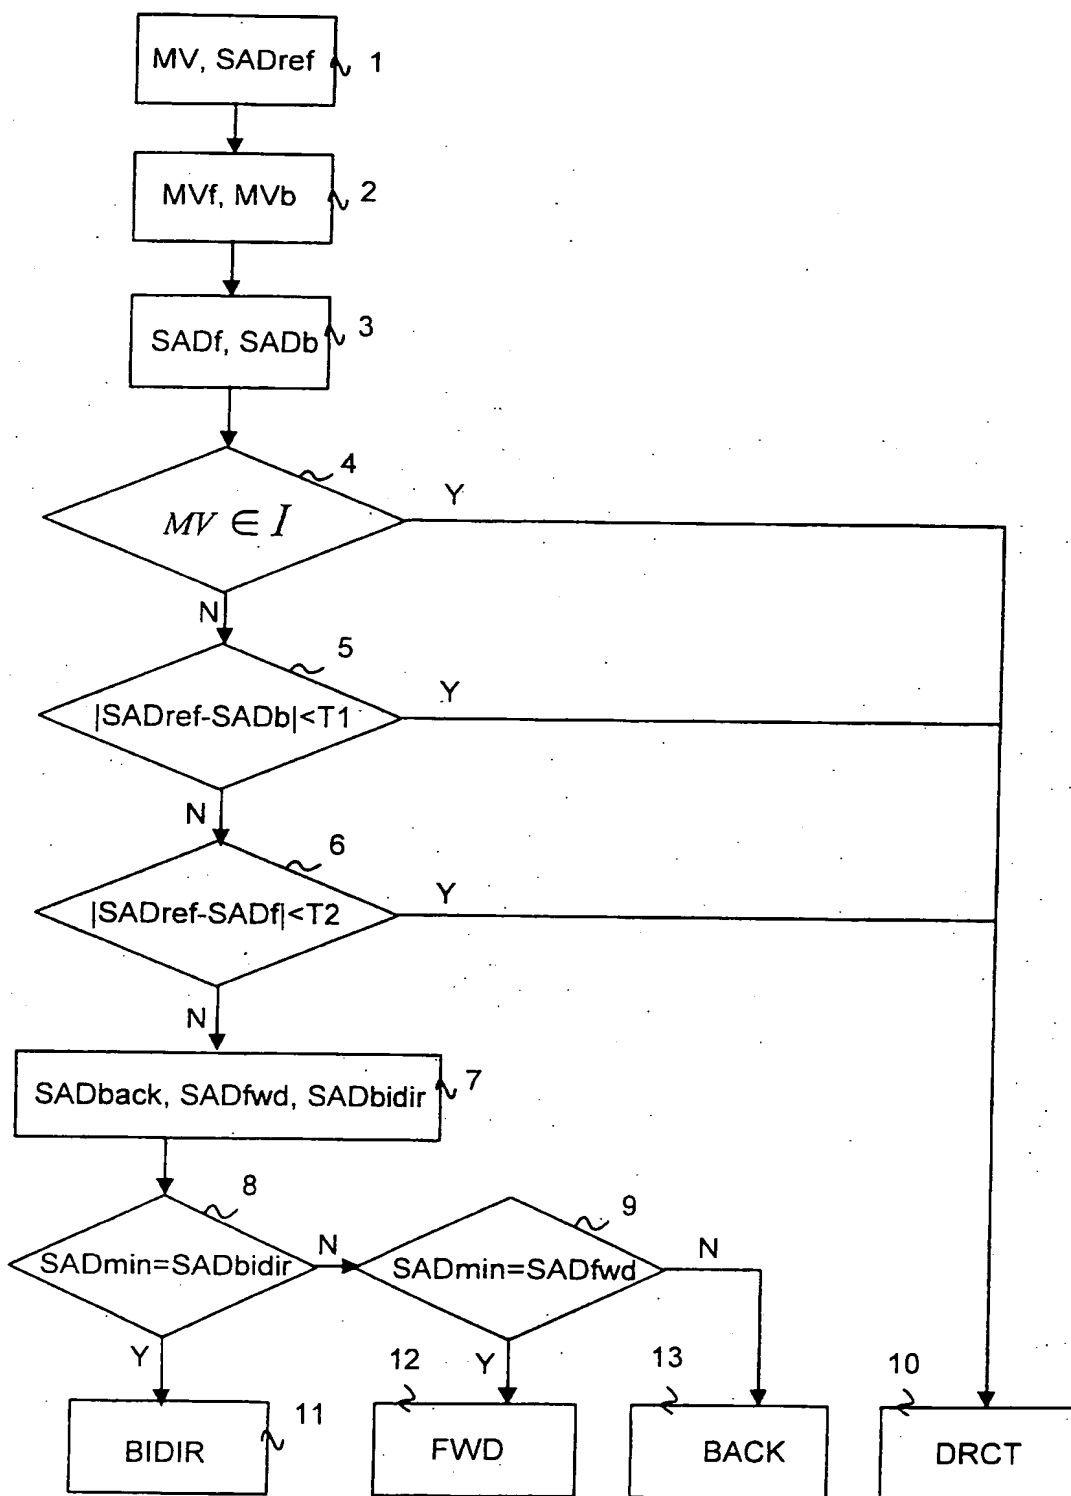 MV, SADref
1
MVf, MVb
2
SADf, SADb
3
4
MV ∈ I
Y
N
5
|SADref-SADb|<T1
Y
N
6
|SADref-SADf|<T2
Y
N
SADback, SADfwd, SADbidir
7
8
SADmin=SADbidir
N
9
SADmin=SADfwd
N
Y
Y
11
BIDIR
12
FWD
13
BACK
10
DRCT